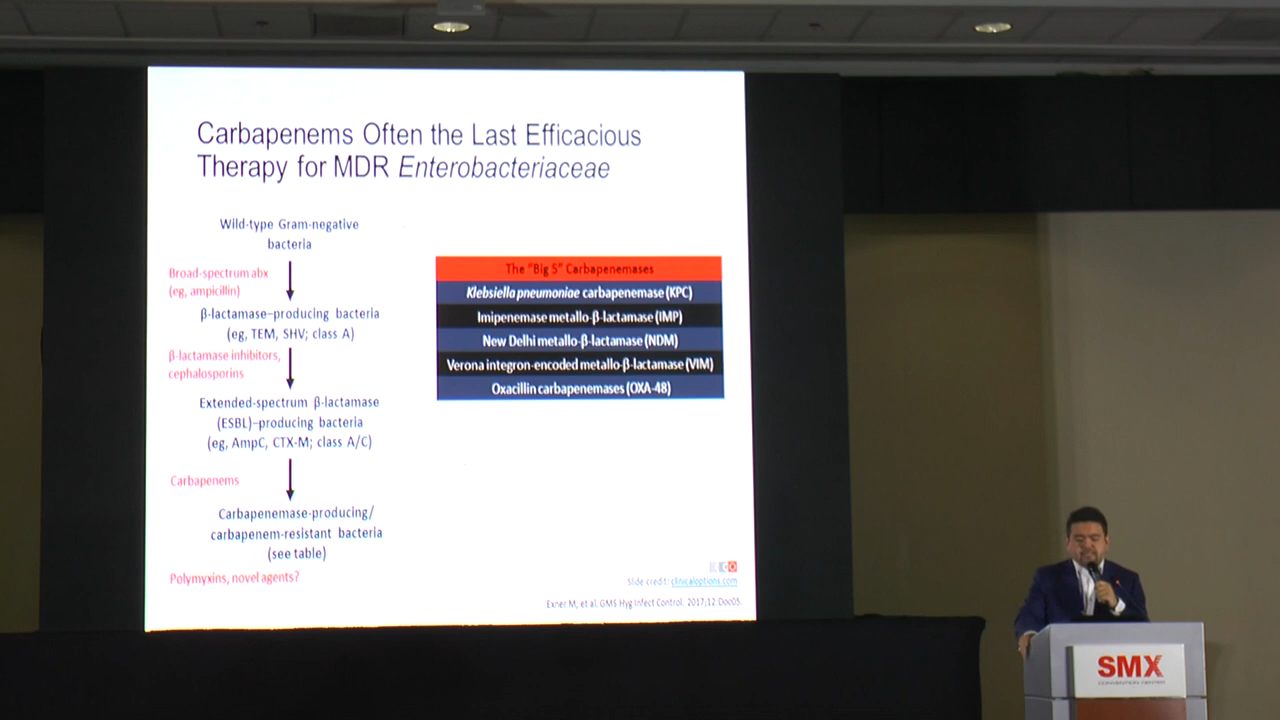 Carbapenems Often the Last Efficacious
Therapy for MDR Enterobacteriaceae
Wild-type Gram-negative
bacteria
Broad-spectrum abx
(eg, ampicillin)
β-lactamase–producing bacteria
(eg, TEM, SHV; class A)
β-lactamase inhibitors,
cephalosporins
Extended-spectrum β-lactamase
(ESBL)–producing bacteria
(eg, AmpC, CTX-M; class A/C)
Carbapenems
Carbapenemase-producing/
carbapenem-resistant bacteria
(see table)
Polymyxins, novel agents?
The "Big 5" Carbapenemases
Klebsiella pneumoniae carbapenemase (KPC)
Imipenemase metallo-β-lactamase (IMP)
New Delhi metallo-β-lactamase (NDM)
Verona integron-encoded metallo-β-lactamase (VIM)
Oxacillin carbapenemases (OXA-48)
Slide credit: clinicaloptions.com
Exner M, et al. GMS Hyg Infect Control. 2017;12:Doc05.
SMX
CONVENTION CENTER